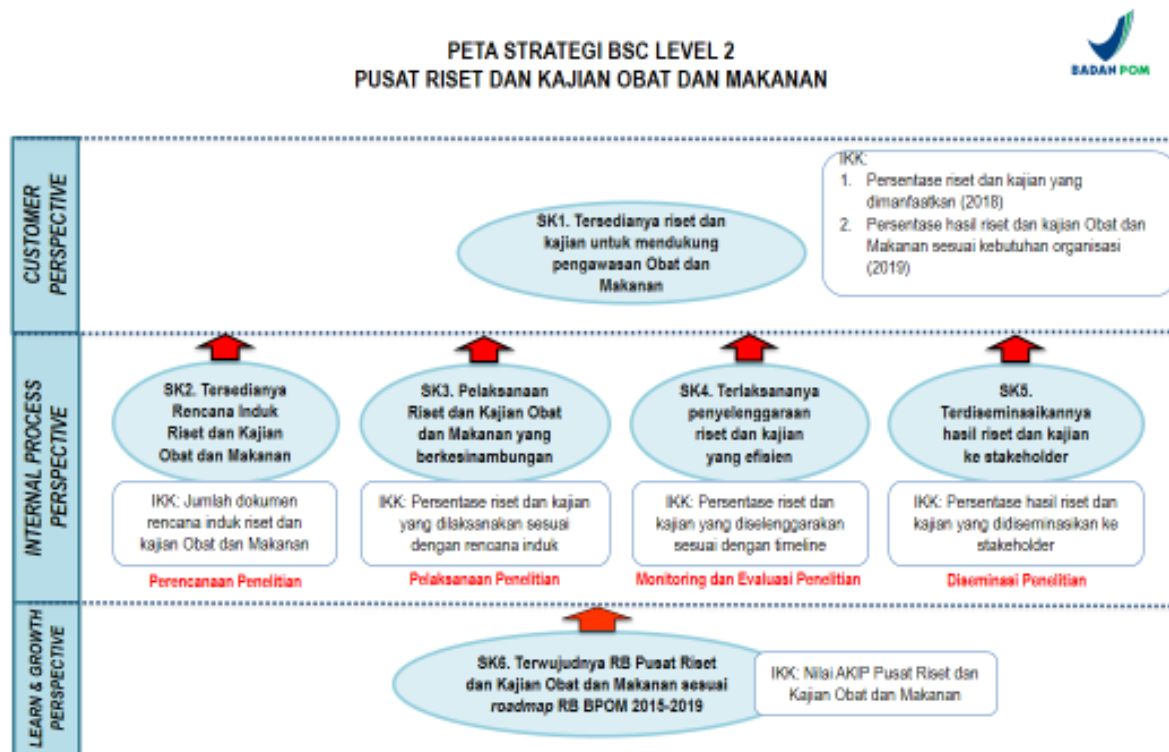 PETA STRATEGI BSC LEVEL 2
PUSAT RISET DAN KAJIAN OBAT DAN MAKANAN
BADAN POM
CUSTOMER
PERSPECTIVE
SK1. Tersedianya riset dan
kajian untuk mendukung
pengawasan Obat dan
Makanan
IKK:
1. Persentase riset dan kajian yang
dimanfaatkan (2018)
2. Persentase hasil riset dan kajian Obat dan
Makanan sesuai kebutuhan organisasi
(2019)
INTERNAL PROCESS
PERSPECTIVE
SK2. Tersedianya
Rencana Induk
Riset dan Kajian
Obat dan Makanan
IKK: Jumlah dokumen
rencana induk riset dan
kajian Obat dan Makanan
Perencanaan Penelitian
SK3. Pelaksanaan
Riset dan Kajian Obat
dan Makanan yang
berkesinambungan
IKK: Persentase riset dan kajian
yang dilaksanakan sesuai
dengan rencana induk
Pelaksanaan Penelitian
SK4. Terlaksananya
penyelenggaraan
riset dan kajian
yang efisien
IKK: Persentase riset dan
kajian yang diselenggarakan
sesuai dengan timeline
Monitoring dan Evaluasi Penelitian
SK5.
Terdiseminasikannya
hasil riset dan kajian
ke stakeholder
IKK: Persentase hasil riset dan
kajian yang didiseminasikan ke
stakeholder
Diseminasi Penelitian
LEARN & GROWTH
PERSPECTIVE
SK6. Terwujudnya RB Pusat Riset
dan Kajian Obat dan Makanan sesuai
roadmap RB BPOM 2015-2019
IKK: Nilai AKIP Pusat Riset dan
Kajian Obat dan Makanan